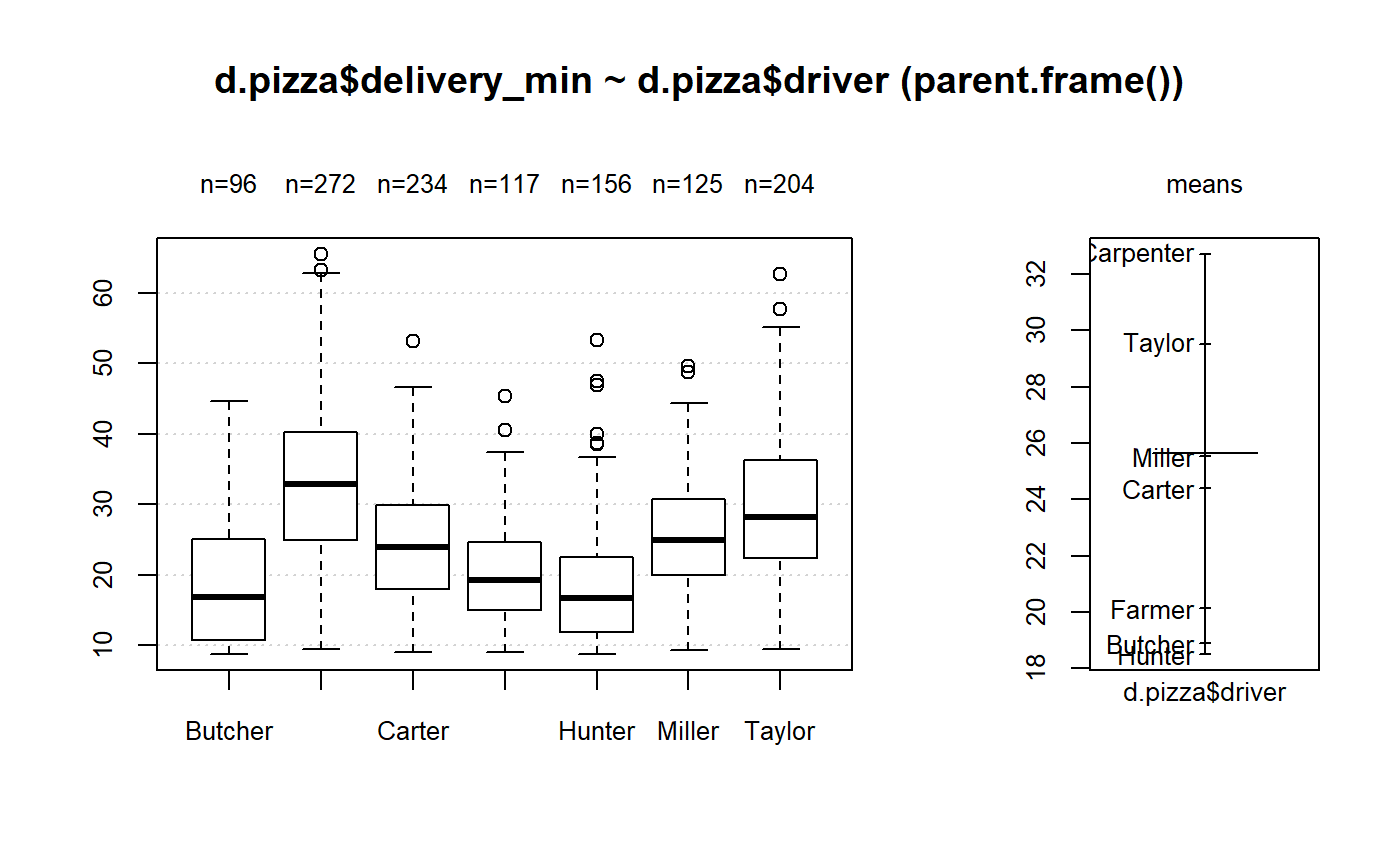 d.pizza$delivery_min ~ d.pizza$driver (parent.frame())
n=96 n=272 n=234 n=117 n=156 n=125 n=204
60
50
40
30
20
10
Butcher Carter Hunter Miller Taylor
means
32
30
28
26
24
22
20
18
Carpenter
Taylor
Miller
Carter
Farmer
Butcher
Hunter
d.pizza$driver